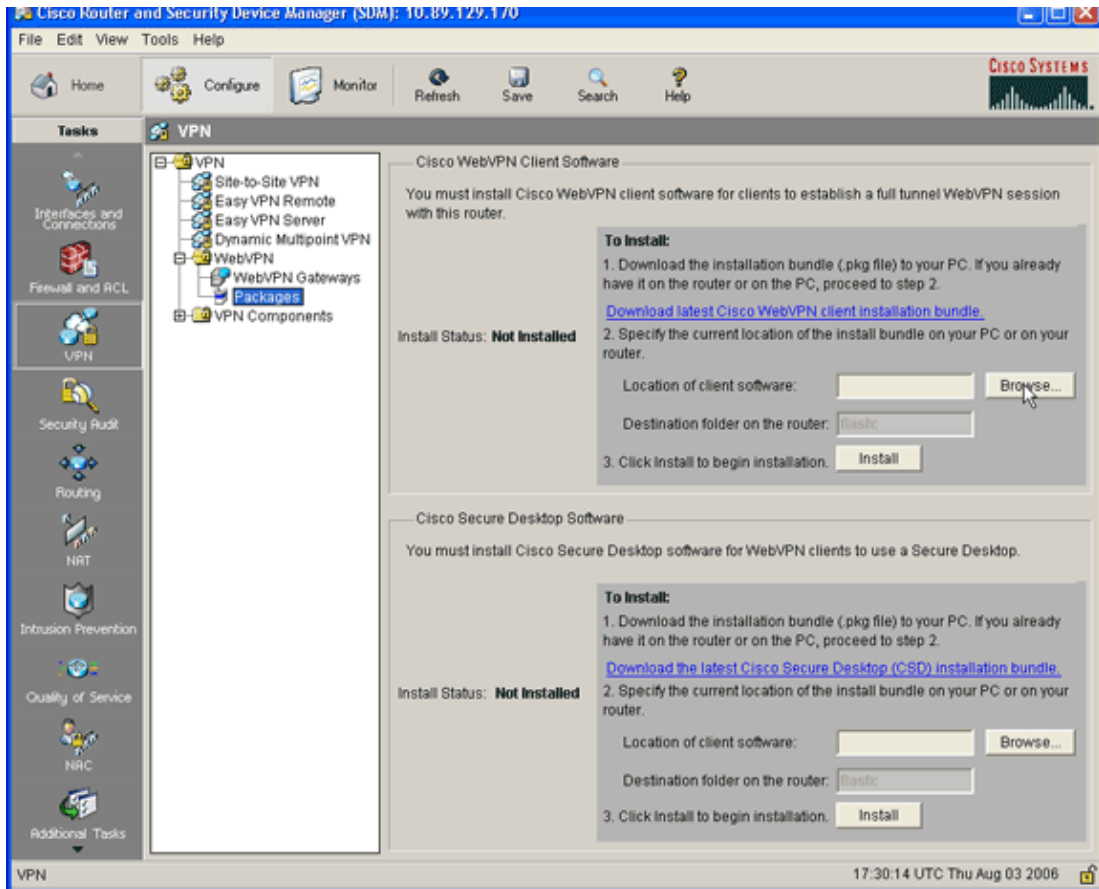 Cisco Router and Security Device Manager (SDM): 10.89.129.170
File Edit View Tools Help
Home
Configure
Monitor
Refresh
Save
Search
Help
CISCO SYSTEMS
Tasks
Interfaces and
Connections
Firewall and ACL
VPN
Security Audit
Routing
NAT
Intrusion Prevention
Quality of Service
NAC
Additional Tasks
VPN
VPN
Site-to-Site VPN
Easy VPN Remote
Easy VPN Server
Dynamic Multipoint VPN
WebVPN
WebVPN Gateways
Packages
VPN Components
Cisco WebVPN Client Software
You must install Cisco WebVPN client software for clients to establish a full tunnel WebVPN session
with this router.
Install Status: Not Installed
To Install:
1. Download the installation bundle (.pkg file) to your PC. If you already
have it on the router or on the PC, proceed to step 2.
Download latest Cisco WebVPN client installation bundle.
2. Specify the current location of the install bundle on your PC or on your
router.
Location of client software:
Browse...
Destination folder on the router: flash:
3. Click Install to begin installation. Install
Cisco Secure Desktop Software
You must install Cisco Secure Desktop software for WebVPN clients to use a Secure Desktop.
Install Status: Not Installed
To Install:
1. Download the installation bundle (.pkg file) to your PC. If you already
have it on the router or on the PC, proceed to step 2.
Download the latest Cisco Secure Desktop (CSD) installation bundle.
2. Specify the current location of the install bundle on your PC or on your
router.
Location of client software:
Browse...
Destination folder on the router: flash:
3. Click Install to begin installation. Install
VPN
17:30:14 UTC Thu Aug 03 2006